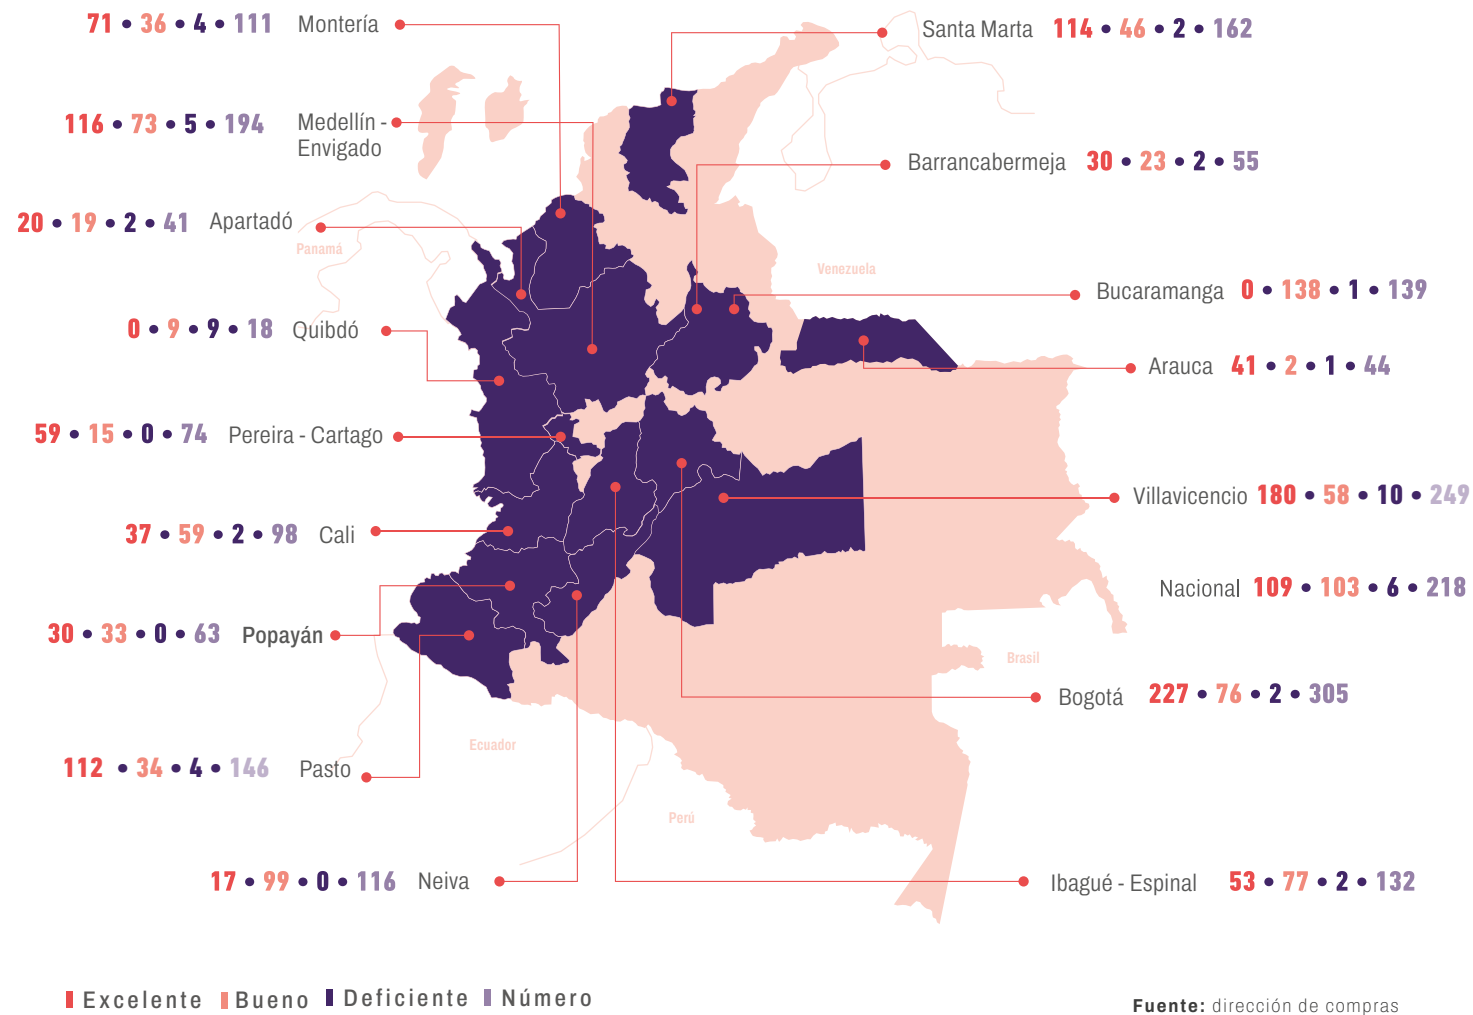 71 • 36 • 4 • 111 Montería
Santa Marta 114 • 46 • 2 • 162
116 • 73 • 5 • 194 Medellín -
Envigado
Barrancabermeja 30 • 23 • 2 • 55
20 • 19 • 2 • 41 Apartadó
Panamá
Venezuela
Bucaramanga 0 • 138 • 1 • 139
0 • 9 • 9 • 18 Quibdó
Arauca 41 • 2 • 1 • 44
59 • 15 • 0 • 74 Pereira - Cartago
Villavicencio 180 • 58 • 10 • 249
37 • 59 • 2 • 98 Cali
Nacional 109 • 103 • 6 • 218
30 • 33 • 0 • 63 Popayán
Brasil
Bogotá 227 • 76 • 2 • 305
Ecuador
112 • 34 • 4 • 146 Pasto
Perú
17 • 99 • 0 • 116 Neiva
Ibagué - Espinal 53 • 77 • 2 • 132
Excelente Bueno Deficiente Número
Fuente: dirección de compras